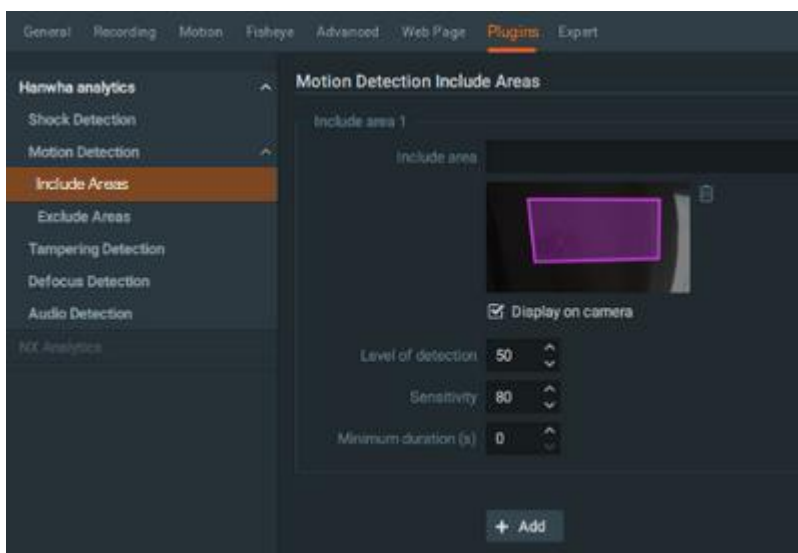 General Recording Motion Fisheye Advanced Web Page Plugins Expert
Hanwha analytics
Shock Detection
Motion Detection
Include Areas
Exclude Areas
Tampering Detection
Defocus Detection
Audio Detection
NX Analytics
Motion Detection Include Areas
Include area 1
Include area
Display on camera
Level of detection 50
Sensitivity 80
Minimum duration (s) 0
+ Add